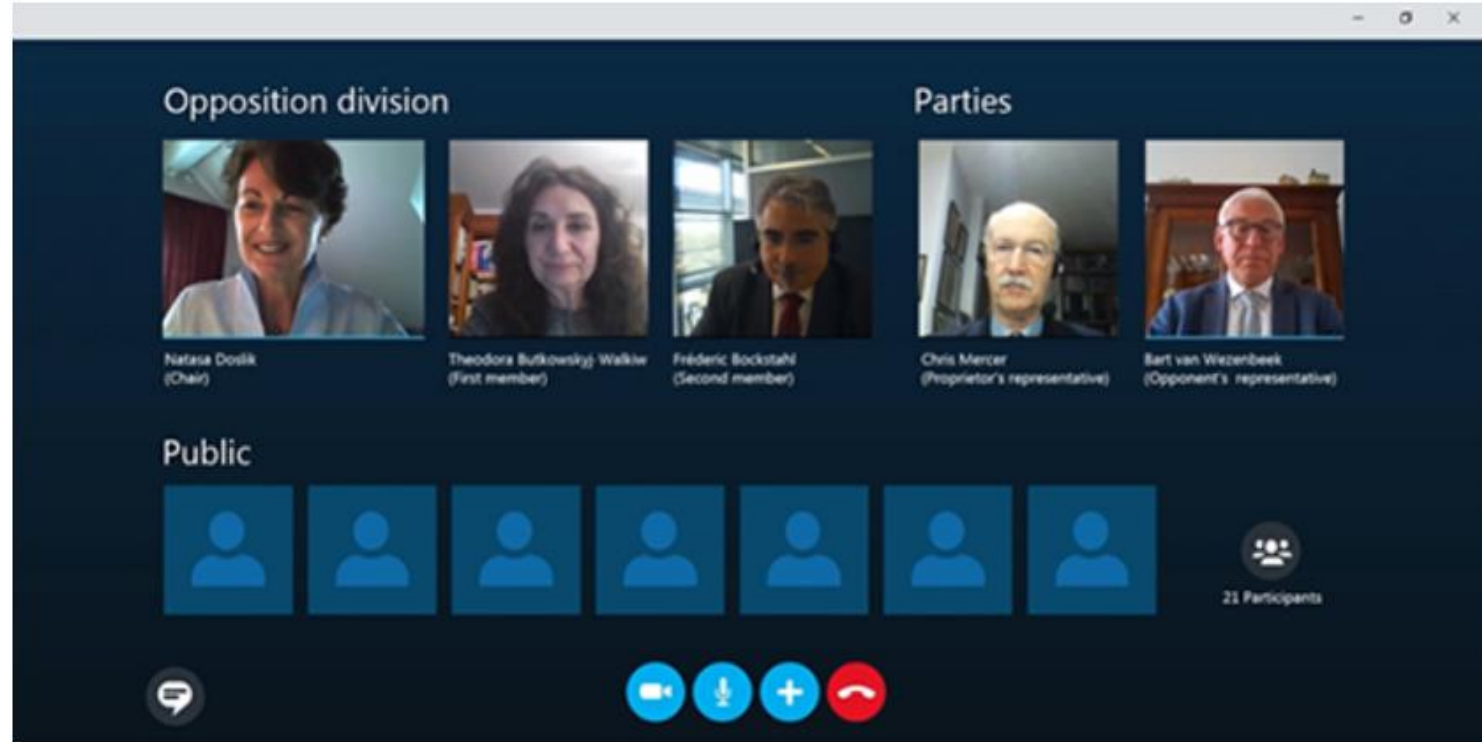 Opposition division
Parties
Natasa Doslik
(Chair)
Theodora Butkowskyj-Walkiw
(First member)
Fréderic Bockstahl
(Second member)
Chris Mercer
(Proprietor's representative)
Bart van Wezenbeek
(Opponent's representative)
Public
21 Participants